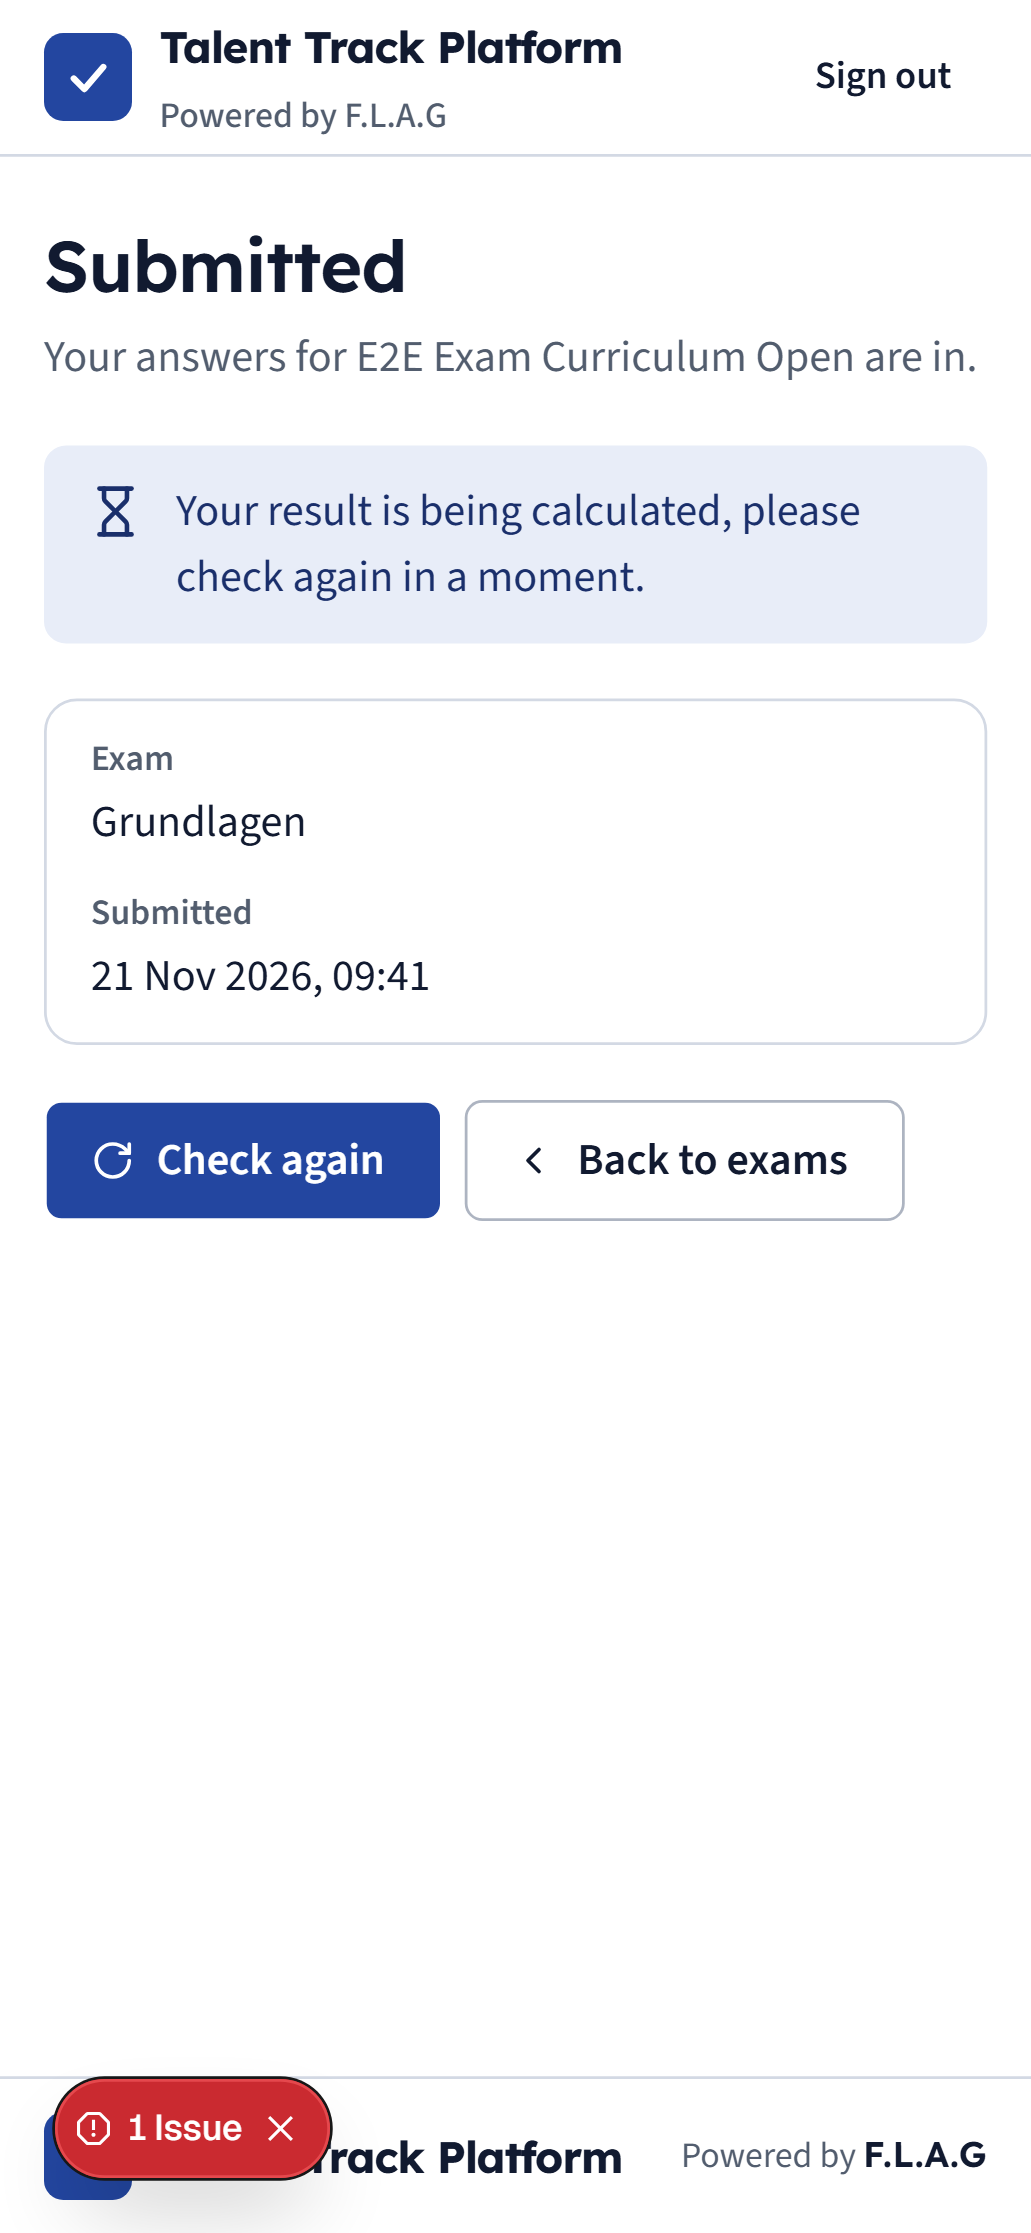 Talent Track Platform
Powered by F.L.A.G
Sign out
Submitted
Your answers for E2E Exam Curriculum Open are in.
Your result is being calculated, please
check again in a moment.
Exam
Grundlagen
Submitted
21 Nov 2026, 09:41
Check again
Back to exams
1 Issue
Track Platform
Powered by F.L.A.G